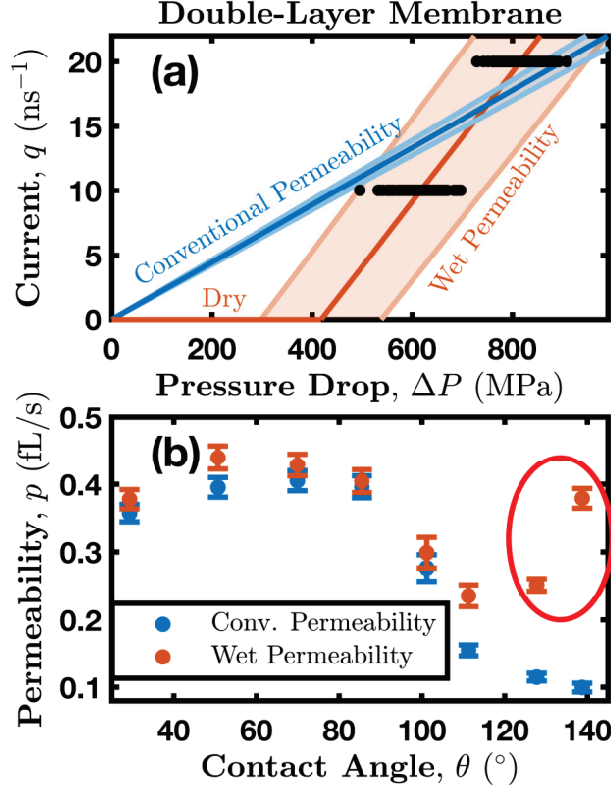 Double-Layer Membrane
(a)
Current, q (ns⁻¹)
20
15
10
5
0
Conventional Permeability
Wet Permeability
Dry
0 200 400 600 800
Pressure Drop, ΔP (MPa)
(b)
Permeability, p (fL/s)
0.5
0.4
0.3
0.2
0.1
Conv. Permeability
Wet Permeability
40 60 80 100 120 140
Contact Angle, θ (°)